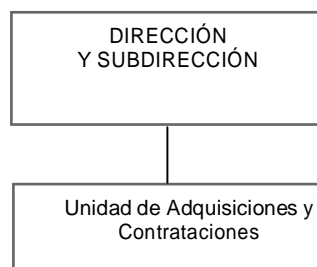 DIRECCIÓN
Y SUBDIRECCIÓN
Unidad de Adquisiciones y
Contrataciones